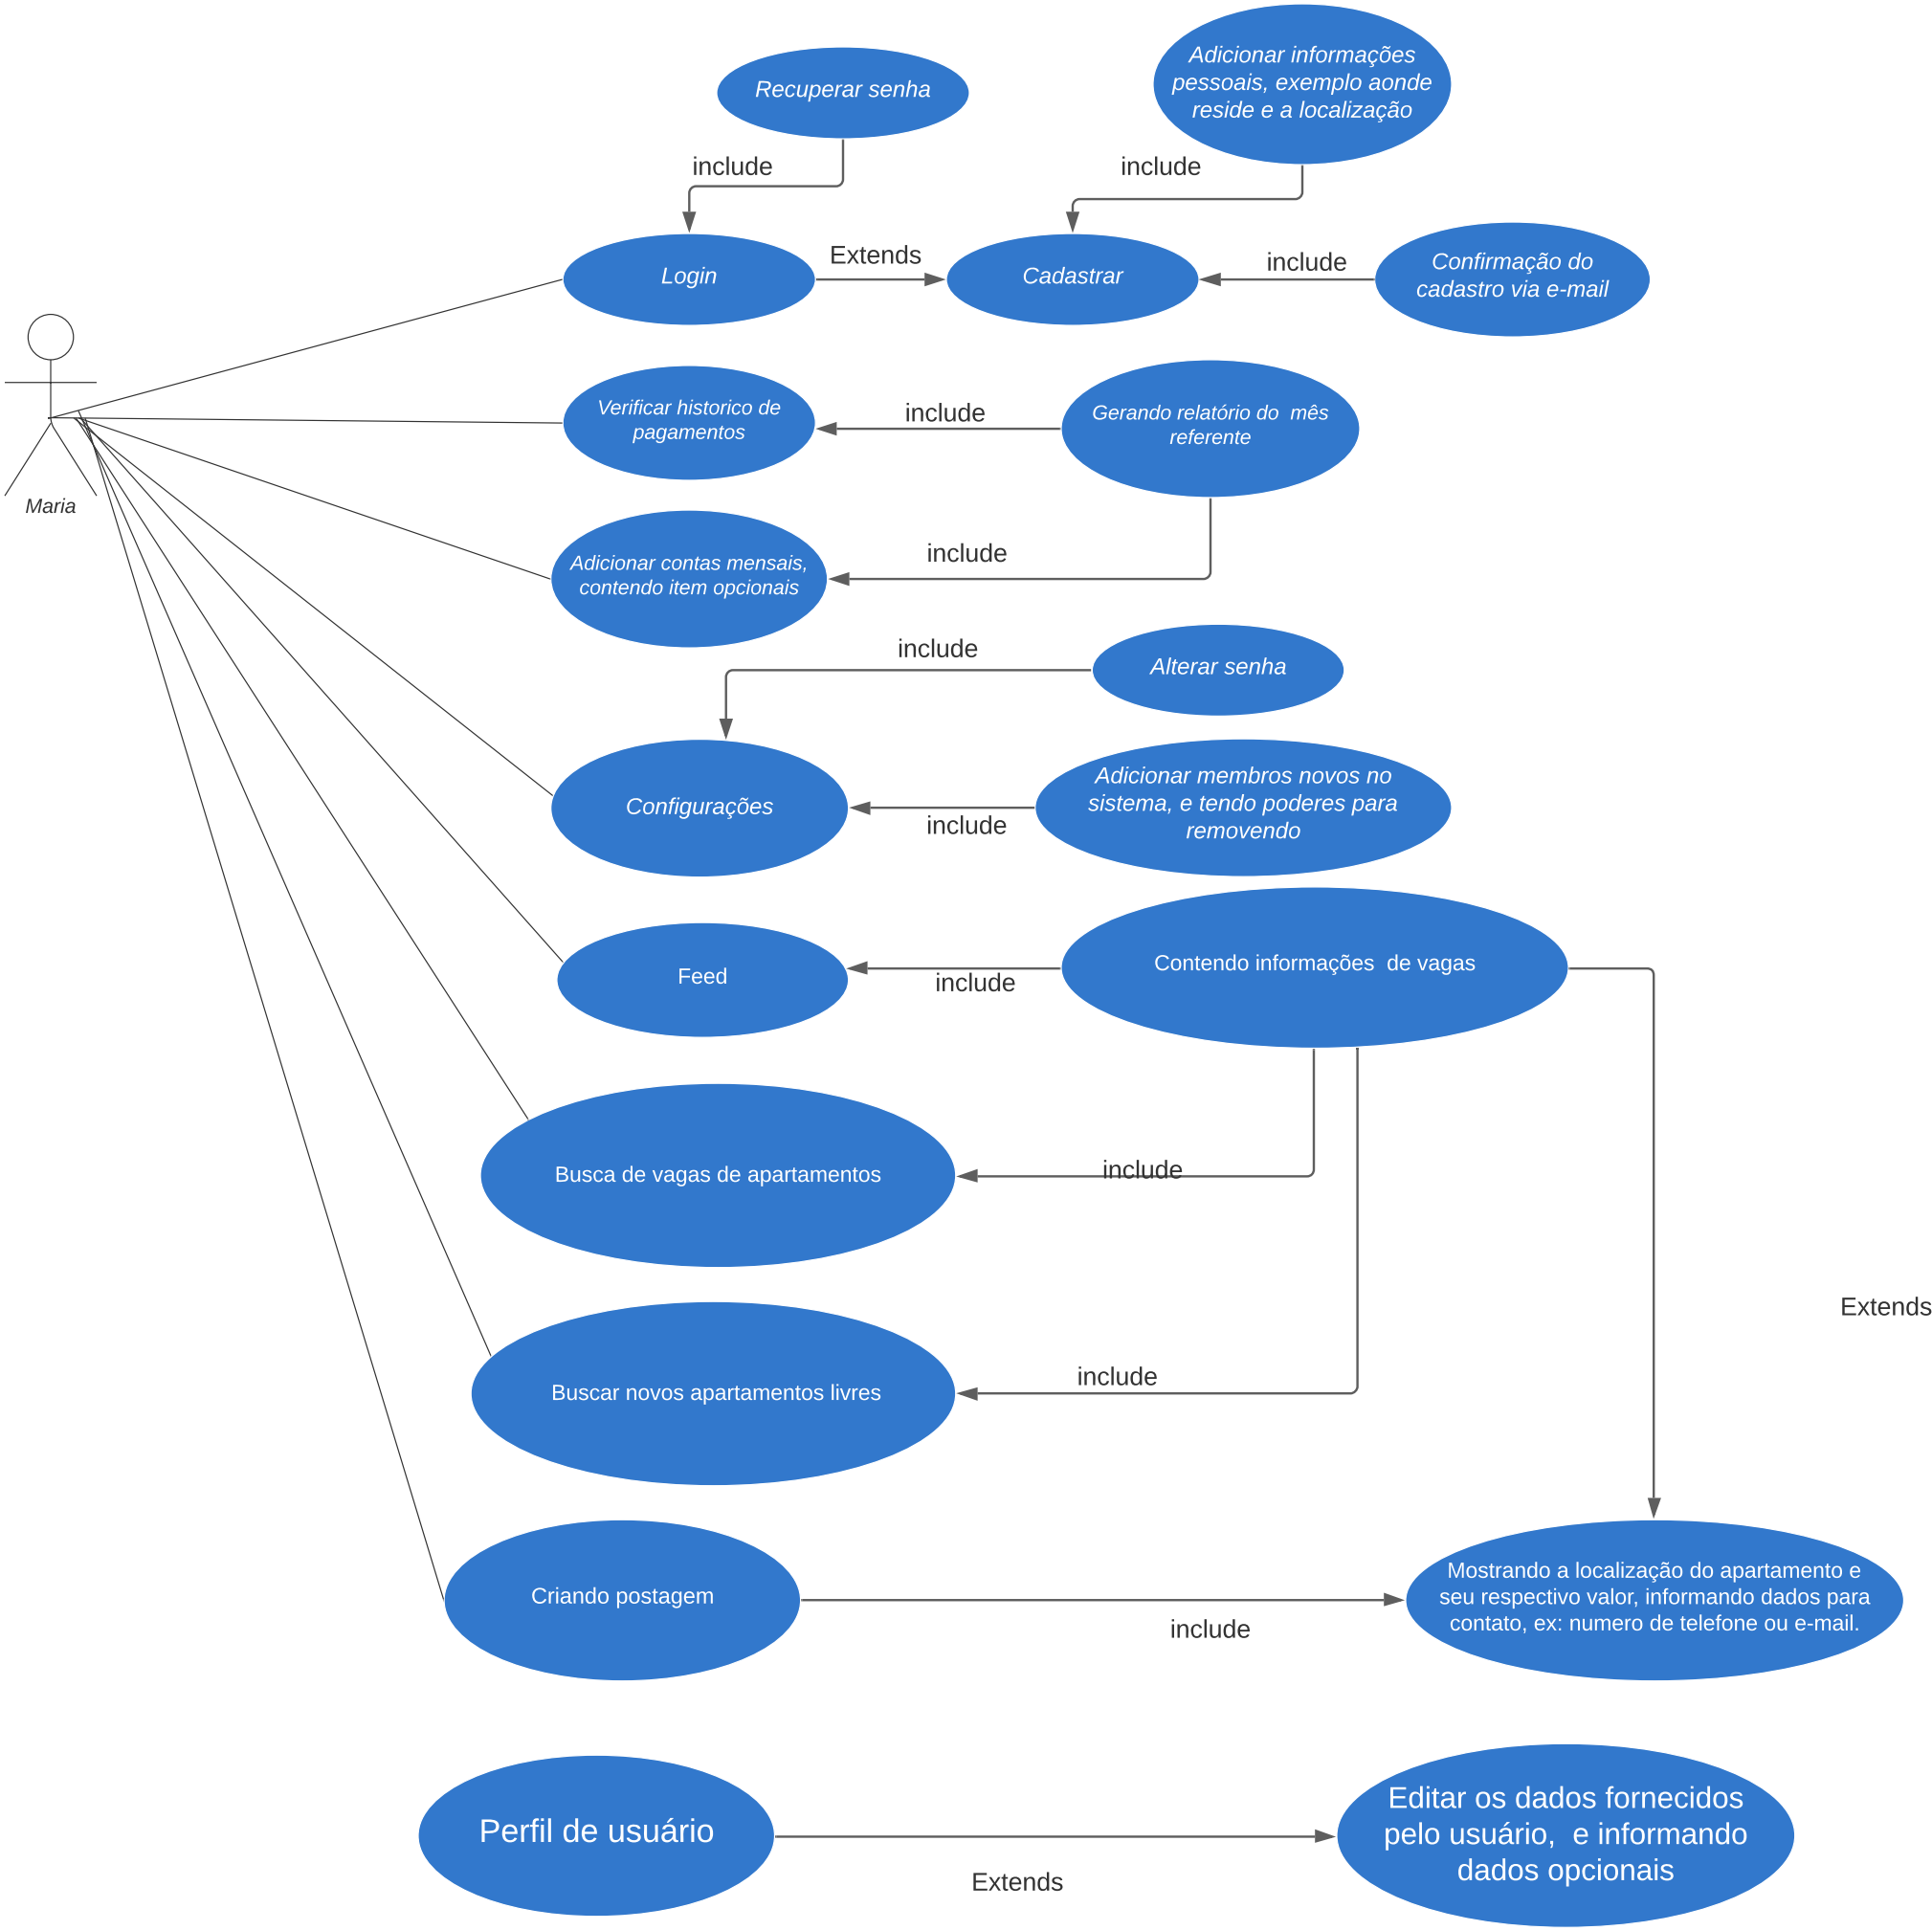 Adicionar informações
pessoais, exemplo aonde
reside e a localização
Recuperar senha
include
include
Extends
Login
Cadastrar
include
Confirmação do
cadastro via e-mail
Verificar historico de
pagamentos
include
Gerando relatório do  mês
referente
Maria
Adicionar contas mensais,
contendo item opcionais
include
include
Alterar senha
Configurações
include
Adicionar membros novos no
sistema, e tendo poderes para
removendo
Feed
include
Contendo informações  de vagas
Busca de vagas de apartamentos
include
Extends
Buscar novos apartamentos livres
include
Criando postagem
include
Mostrando a localização do apartamento e
seu respectivo valor, informando dados para
contato, ex: numero de telefone ou e-mail.
Perfil de usuário
Extends
Editar os dados fornecidos
pelo usuário,  e informando
dados opcionais